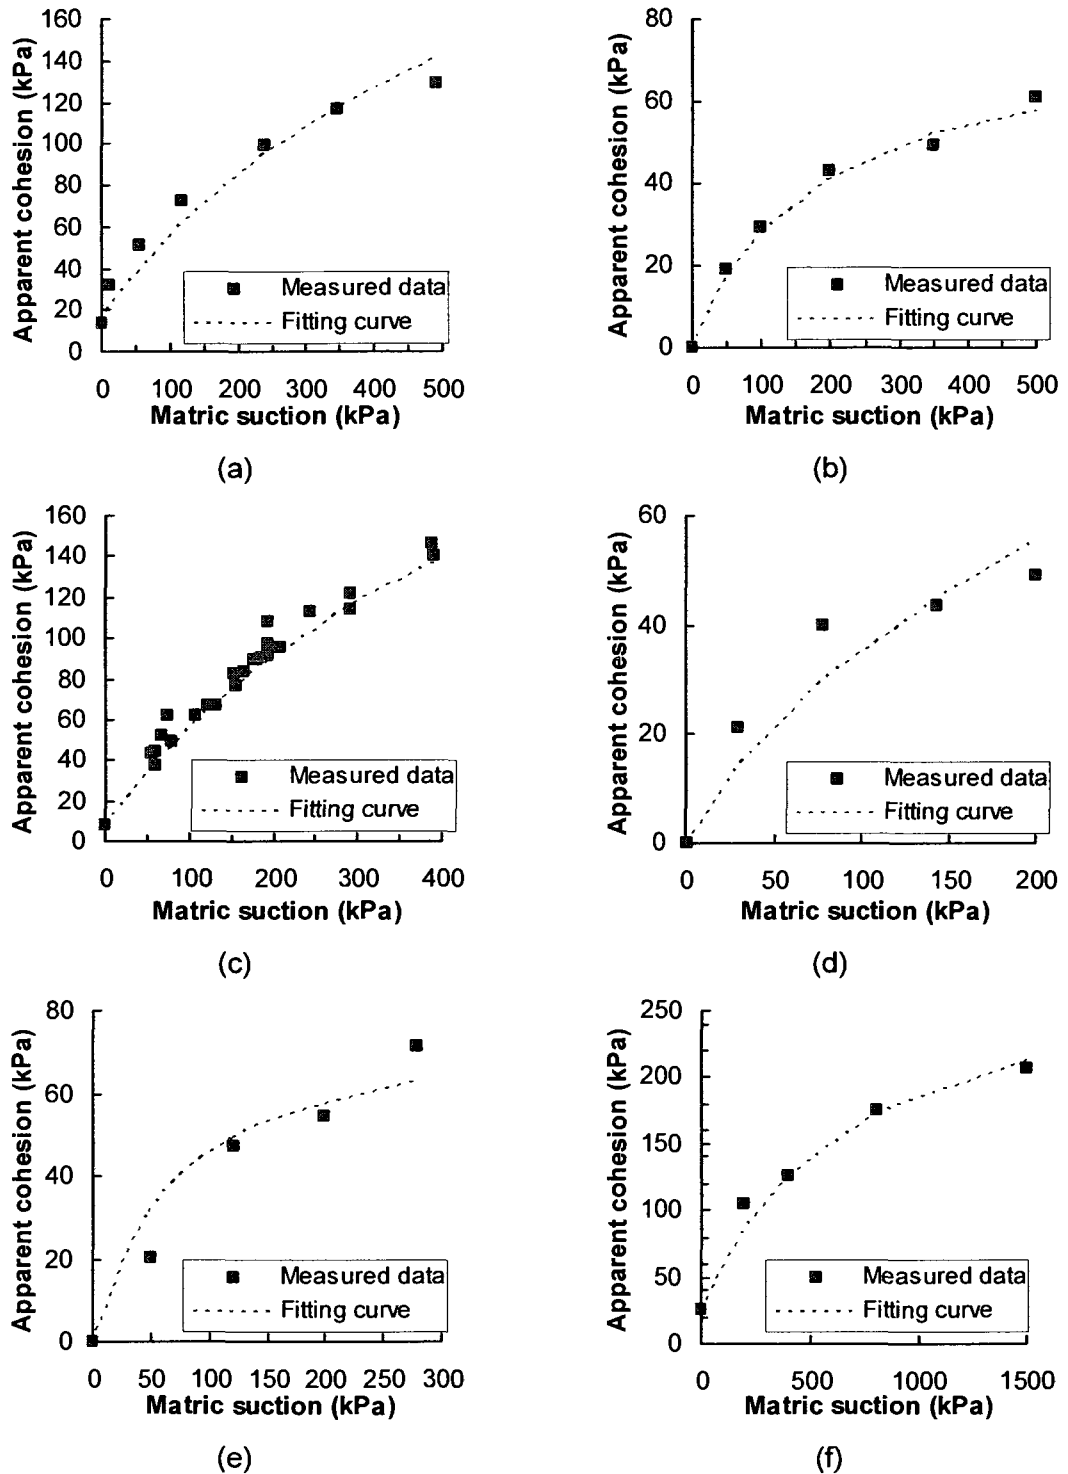 160
140
120
100
80
60
40
20
0
Apparent cohesion (kPa)
Measured data
Fitting curve
0 100 200 300 400 500
Matric suction (kPa)
(a)
80
60
40
20
0
Apparent cohesion (kPa)
Measured data
Fitting curve
0 100 200 300 400 500
Matric suction (kPa)
(b)
160
140
120
100
80
60
40
20
0
Apparent cohesion (kPa)
Measured data
Fitting curve
0 100 200 300 400
Matric suction (kPa)
(c)
60
40
20
0
Apparent cohesion (kPa)
Measured data
Fitting curve
0 50 100 150 200
Matric suction (kPa)
(d)
80
60
40
20
0
Apparent cohesion (kPa)
Measured data
Fitting curve
0 50 100 150 200 250 300
Matric suction (kPa)
(e)
250
200
150
100
50
0
Apparent cohesion (kPa)
Measured data
Fitting curve
0 500 1000 1500
Matric suction (kPa)
(f)